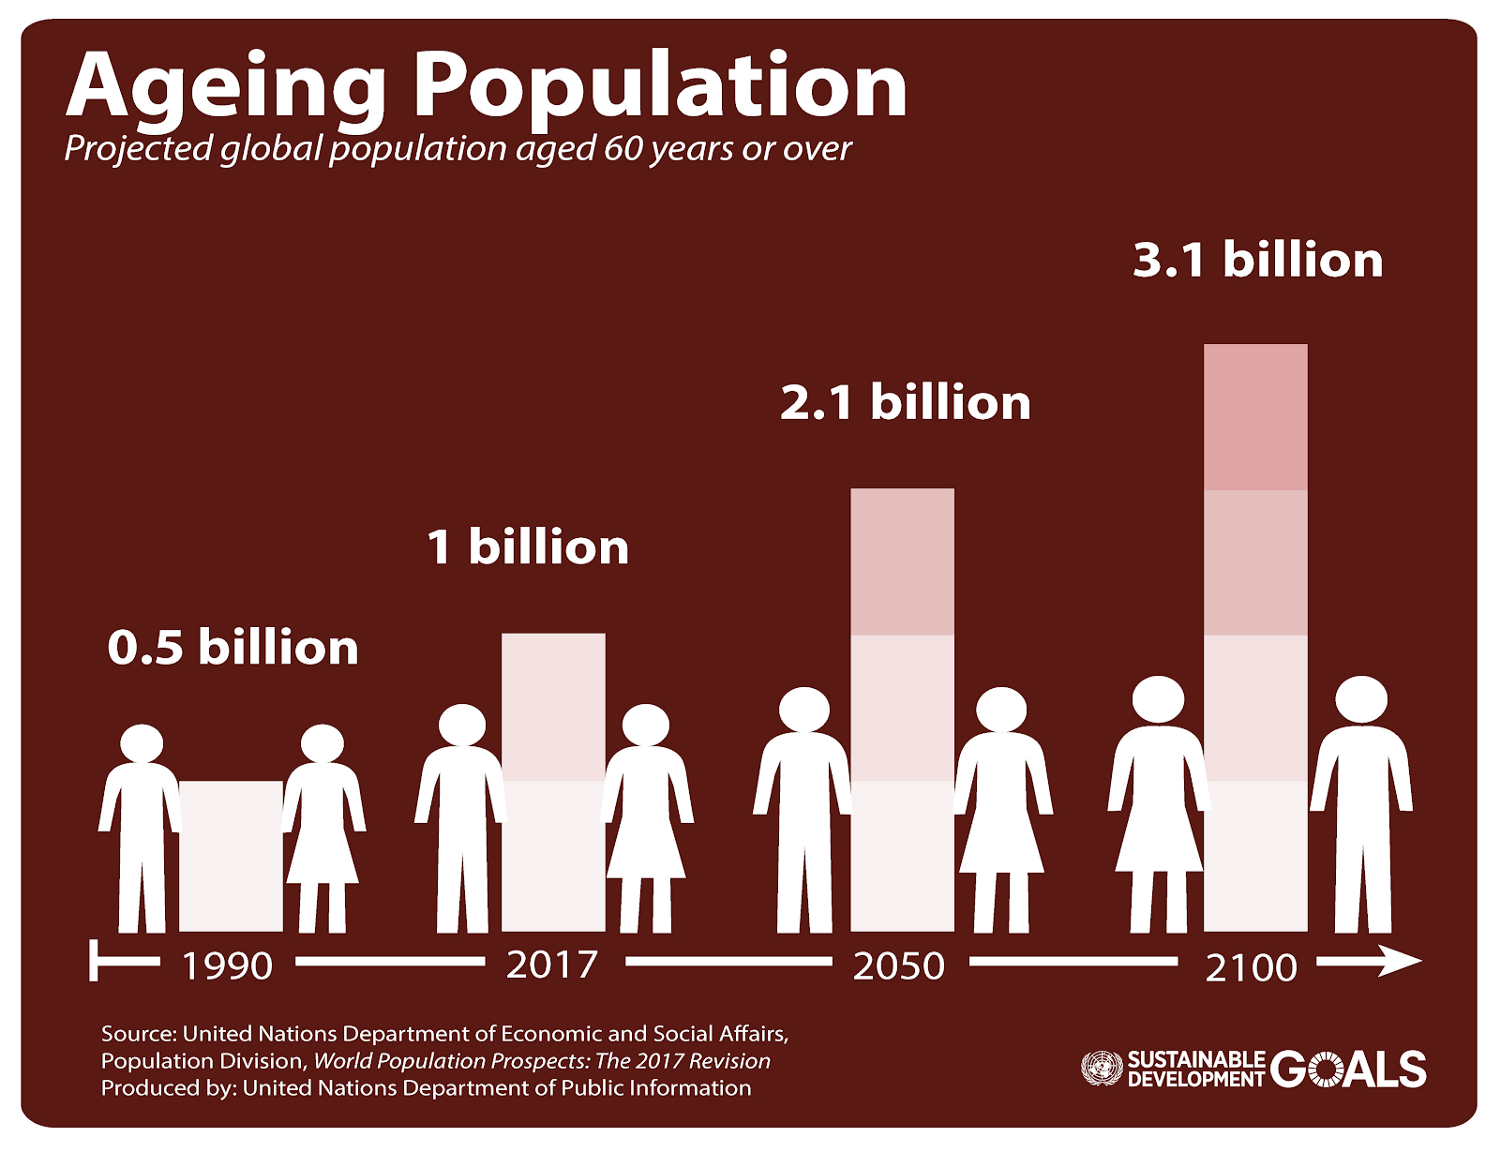 Ageing Population
Projected global population aged 60 years or over
3.1 billion
2.1 billion
1 billion
0.5 billion
1990
2017
2050
2100
Source: United Nations Department of Economic and Social Affairs,
Population Division, World Population Prospects: The 2017 Revision
Produced by: United Nations Department of Public Information
SUSTAINABLE
DEVELOPMENT
GOALS